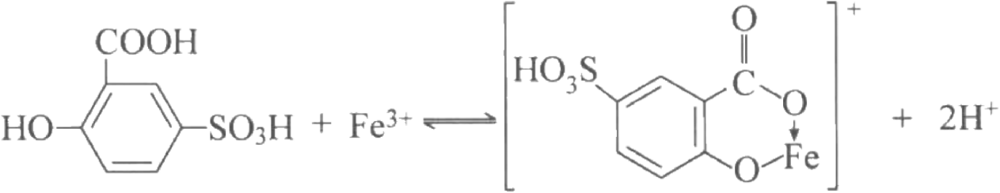 COOH
HO
SO₃H + Fe³⁺ ⇌
[
HO₃S
O
C
O
O
Fe
]⁺
+ 2H⁺